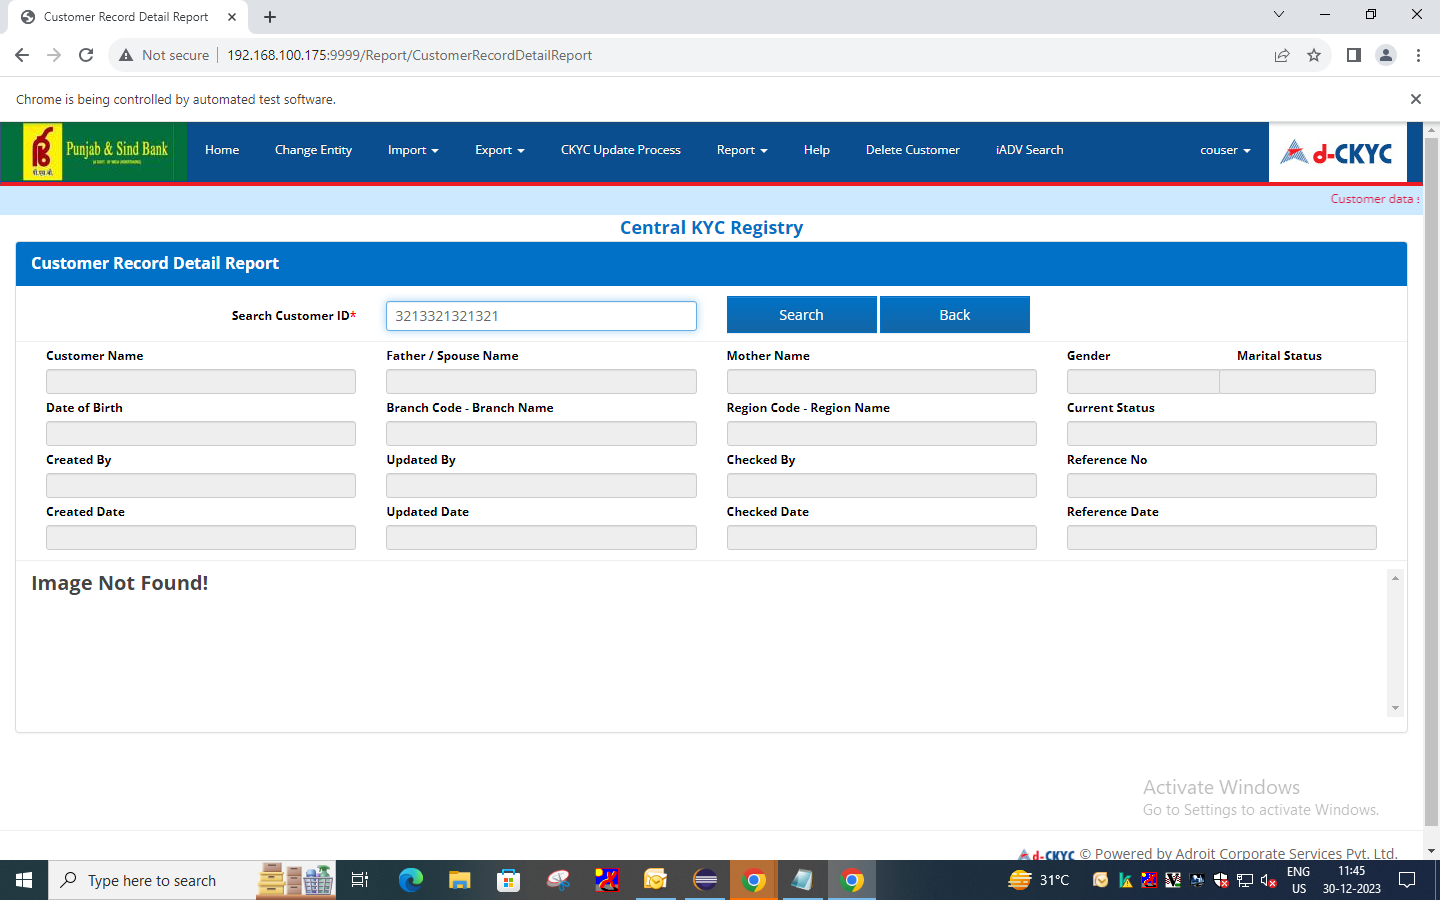 Customer Record Detail Report
Not secure
192.168.100.175:9999/Report/CustomerRecordDetailReport
Chrome is being controlled by automated test software.
Punjab & Sind Bank
पी.एस.बी.
Home
Change Entity
Import
Export
CKYC Update Process
Report
Help
Delete Customer
iADV Search
couser
d-CKYC
Customer data
Central KYC Registry
Customer Record Detail Report
Search Customer ID*
3213321321321
Search
Back
Customer Name
Father / Spouse Name
Mother Name
Gender
Marital Status
Date of Birth
Branch Code - Branch Name
Region Code - Region Name
Current Status
Created By
Updated By
Checked By
Reference No
Created Date
Updated Date
Checked Date
Reference Date
Image Not Found!
Activate Windows
Go to Settings to activate Windows.
d-CKYC © Powered by Adroit Corporate Services Pvt. Ltd.
Type here to search
31°C
ENG
US
11:45
30-12-2023